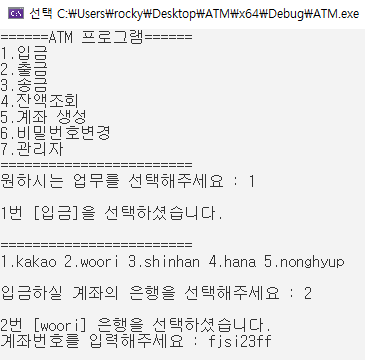 선택 C:₩Users₩rocky₩Desktop₩ATM₩x64₩Debug₩ATM.exe
======ATM 프로그램======
1.입금
2.출금
3.송금
4.잔액조회
5.계좌 생성
6.비밀번호변경
7.관리자
========================
원하시는 업무를 선택해주세요 : 1
1번 [입금]을 선택하셨습니다.
========================
1.kakao 2.woori 3.shinhan 4.hana 5.nonghyup
입금하실 계좌의 은행을 선택해주세요 : 2
2번 [woori] 은행을 선택하셨습니다.
계좌번호를 입력해주세요 : fjsi23ff